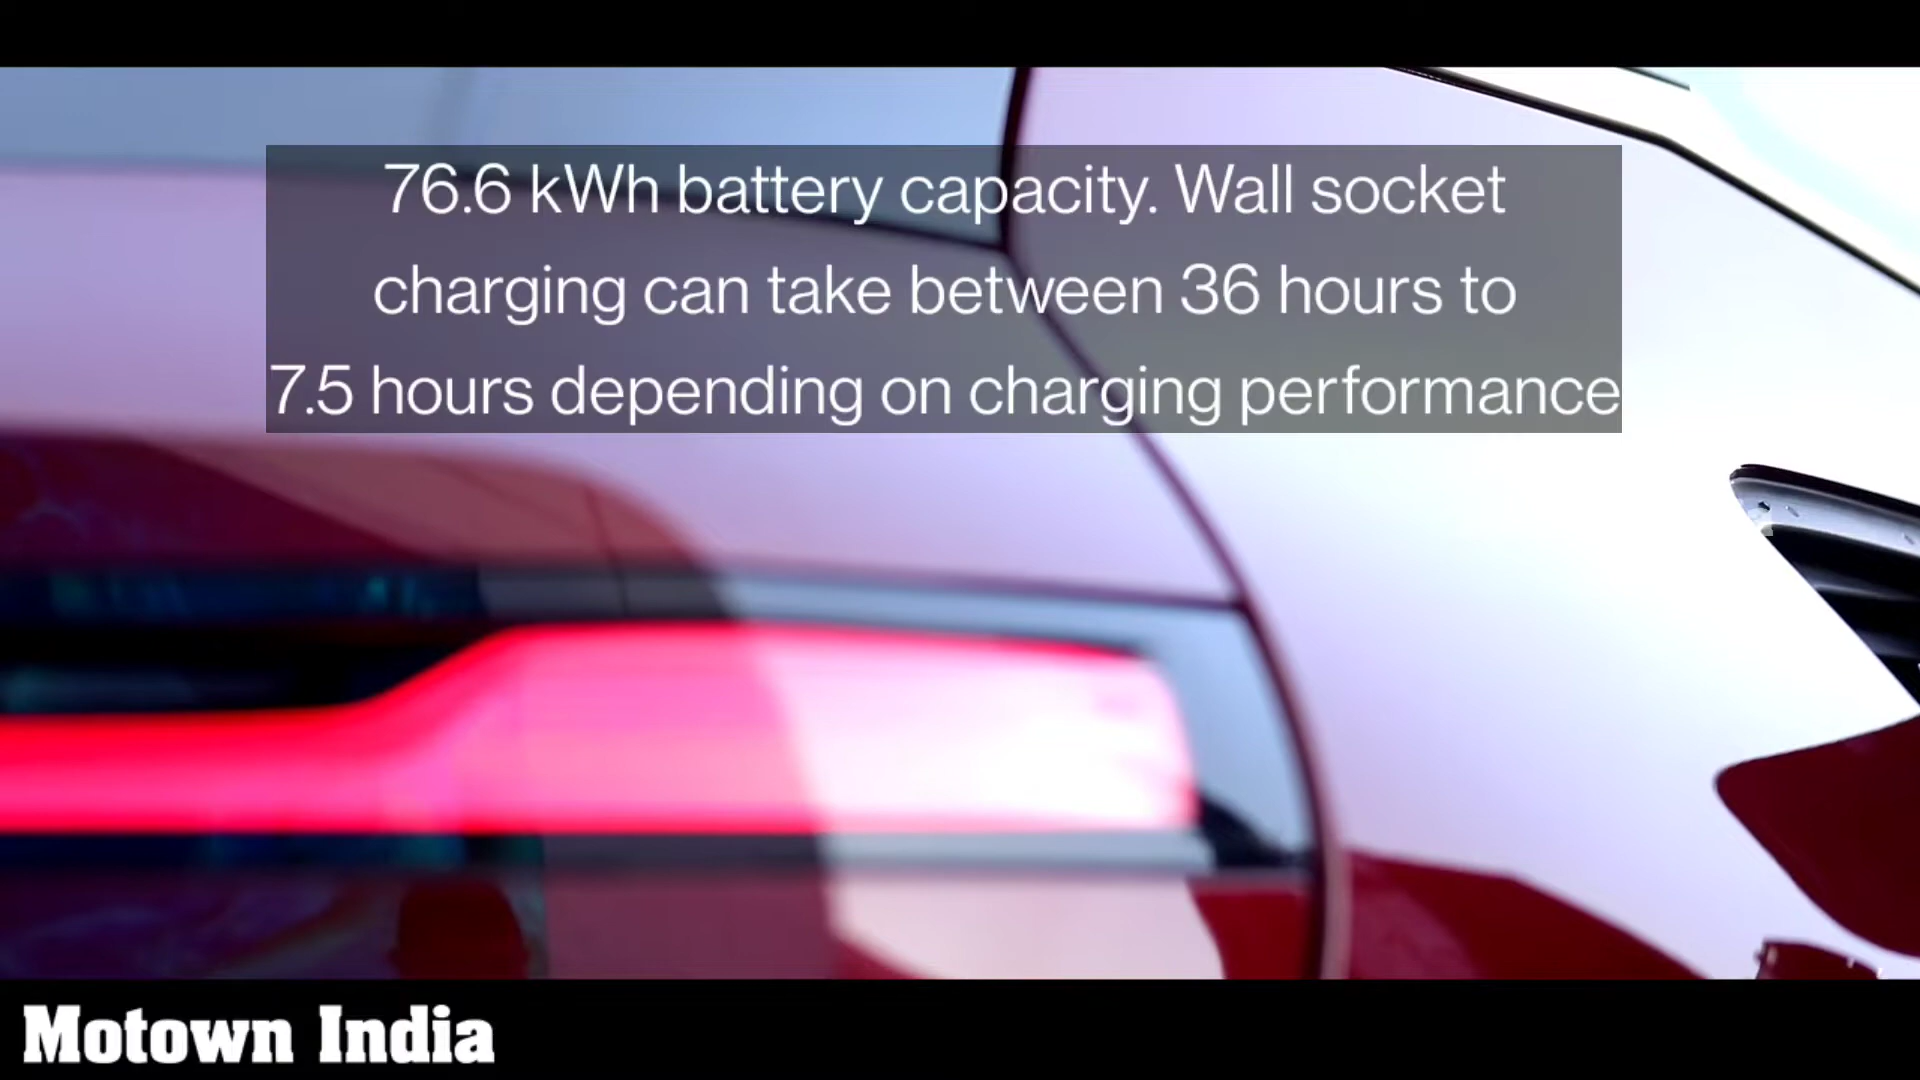 76.6 kWh battery capacity. Wall socket
charging can take between 36 hours to
7.5 hours depending on charging performance
Motown India